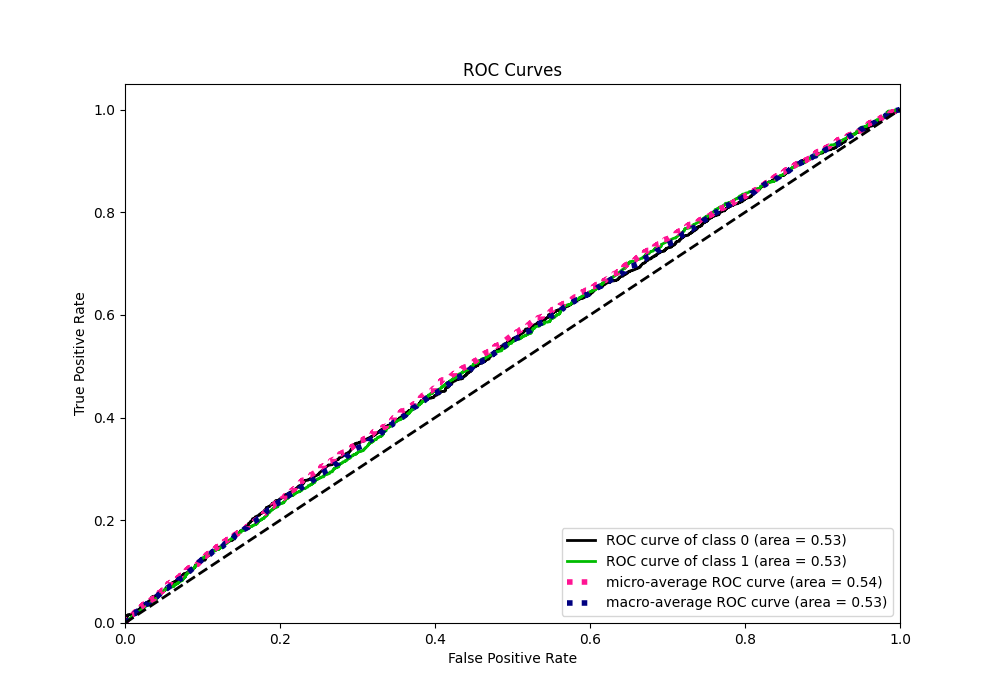 ROC Curves
True Positive Rate
1.0
0.8
0.6
0.4
0.2
0.0
ROC curve of class 0 (area = 0.53)
ROC curve of class 1 (area = 0.53)
micro-average ROC curve (area = 0.54)
macro-average ROC curve (area = 0.53)
0.0 0.2 0.4 0.6 0.8 1.0
False Positive Rate